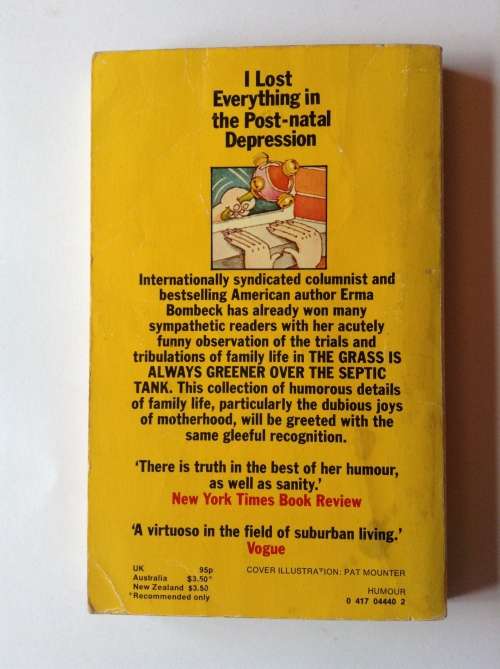 I Lost
Everything in
the Post-natal
Depression
Internationally syndicated columnist and
bestselling American author Erma
Bombeck has already won many
sympathetic readers with her acutely
funny observation of the trials and
tribulations of family life in THE GRASS IS
ALWAYS GREENER OVER THE SEPTIC
TANK. This collection of humorous details
of family life, particularly the dubious joys
of motherhood, will be greeted with the
same gleeful recognition.
'There is truth in the best of her humour,
as well as sanity.'
New York Times Book Review
'A virtuoso in the field of suburban living.'
Vogue
UK 95p
Australia $3.50*
New Zealand $3.50
*Recommended only
COVER ILLUSTRATION: PAT MOUNTER
HUMOUR
0 417 04440 2